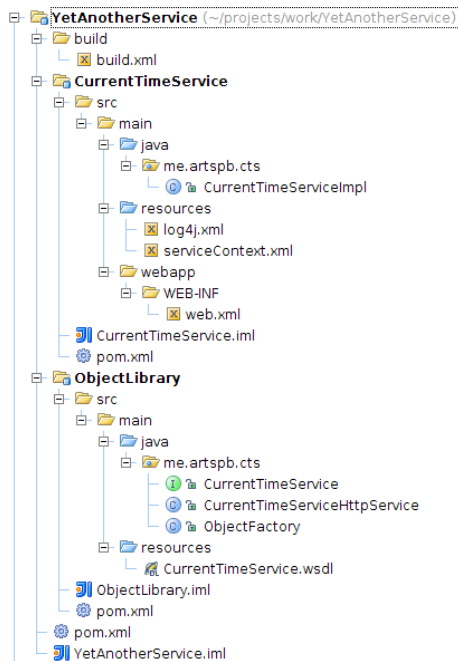 YetAnotherService (~/projects/work/YetAnotherService)
build
build.xml
CurrentTimeService
src
main
java
me.artspb.cts
C CurrentTimeServiceImpl
resources
log4j.xml
serviceContext.xml
webapp
WEB-INF
web.xml
CurrentTimeService.iml
pom.xml
ObjectLibrary
src
main
java
me.artspb.cts
I CurrentTimeService
C CurrentTimeServiceHttpService
C ObjectFactory
resources
CurrentTimeService.wsdl
ObjectLibrary.iml
pom.xml
pom.xml
YetAnotherService.iml